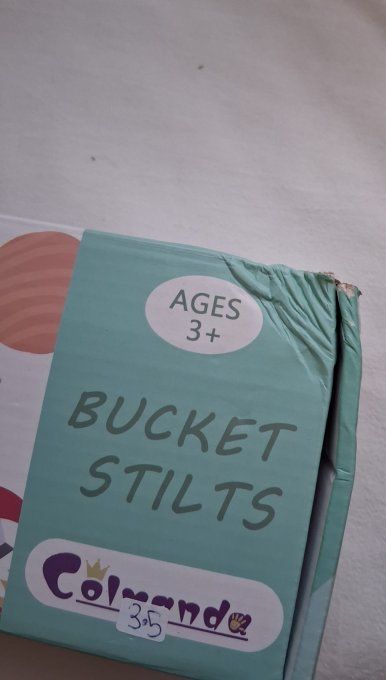 AGES
3+
BUCKET
STILTS
Colmanda
3.5